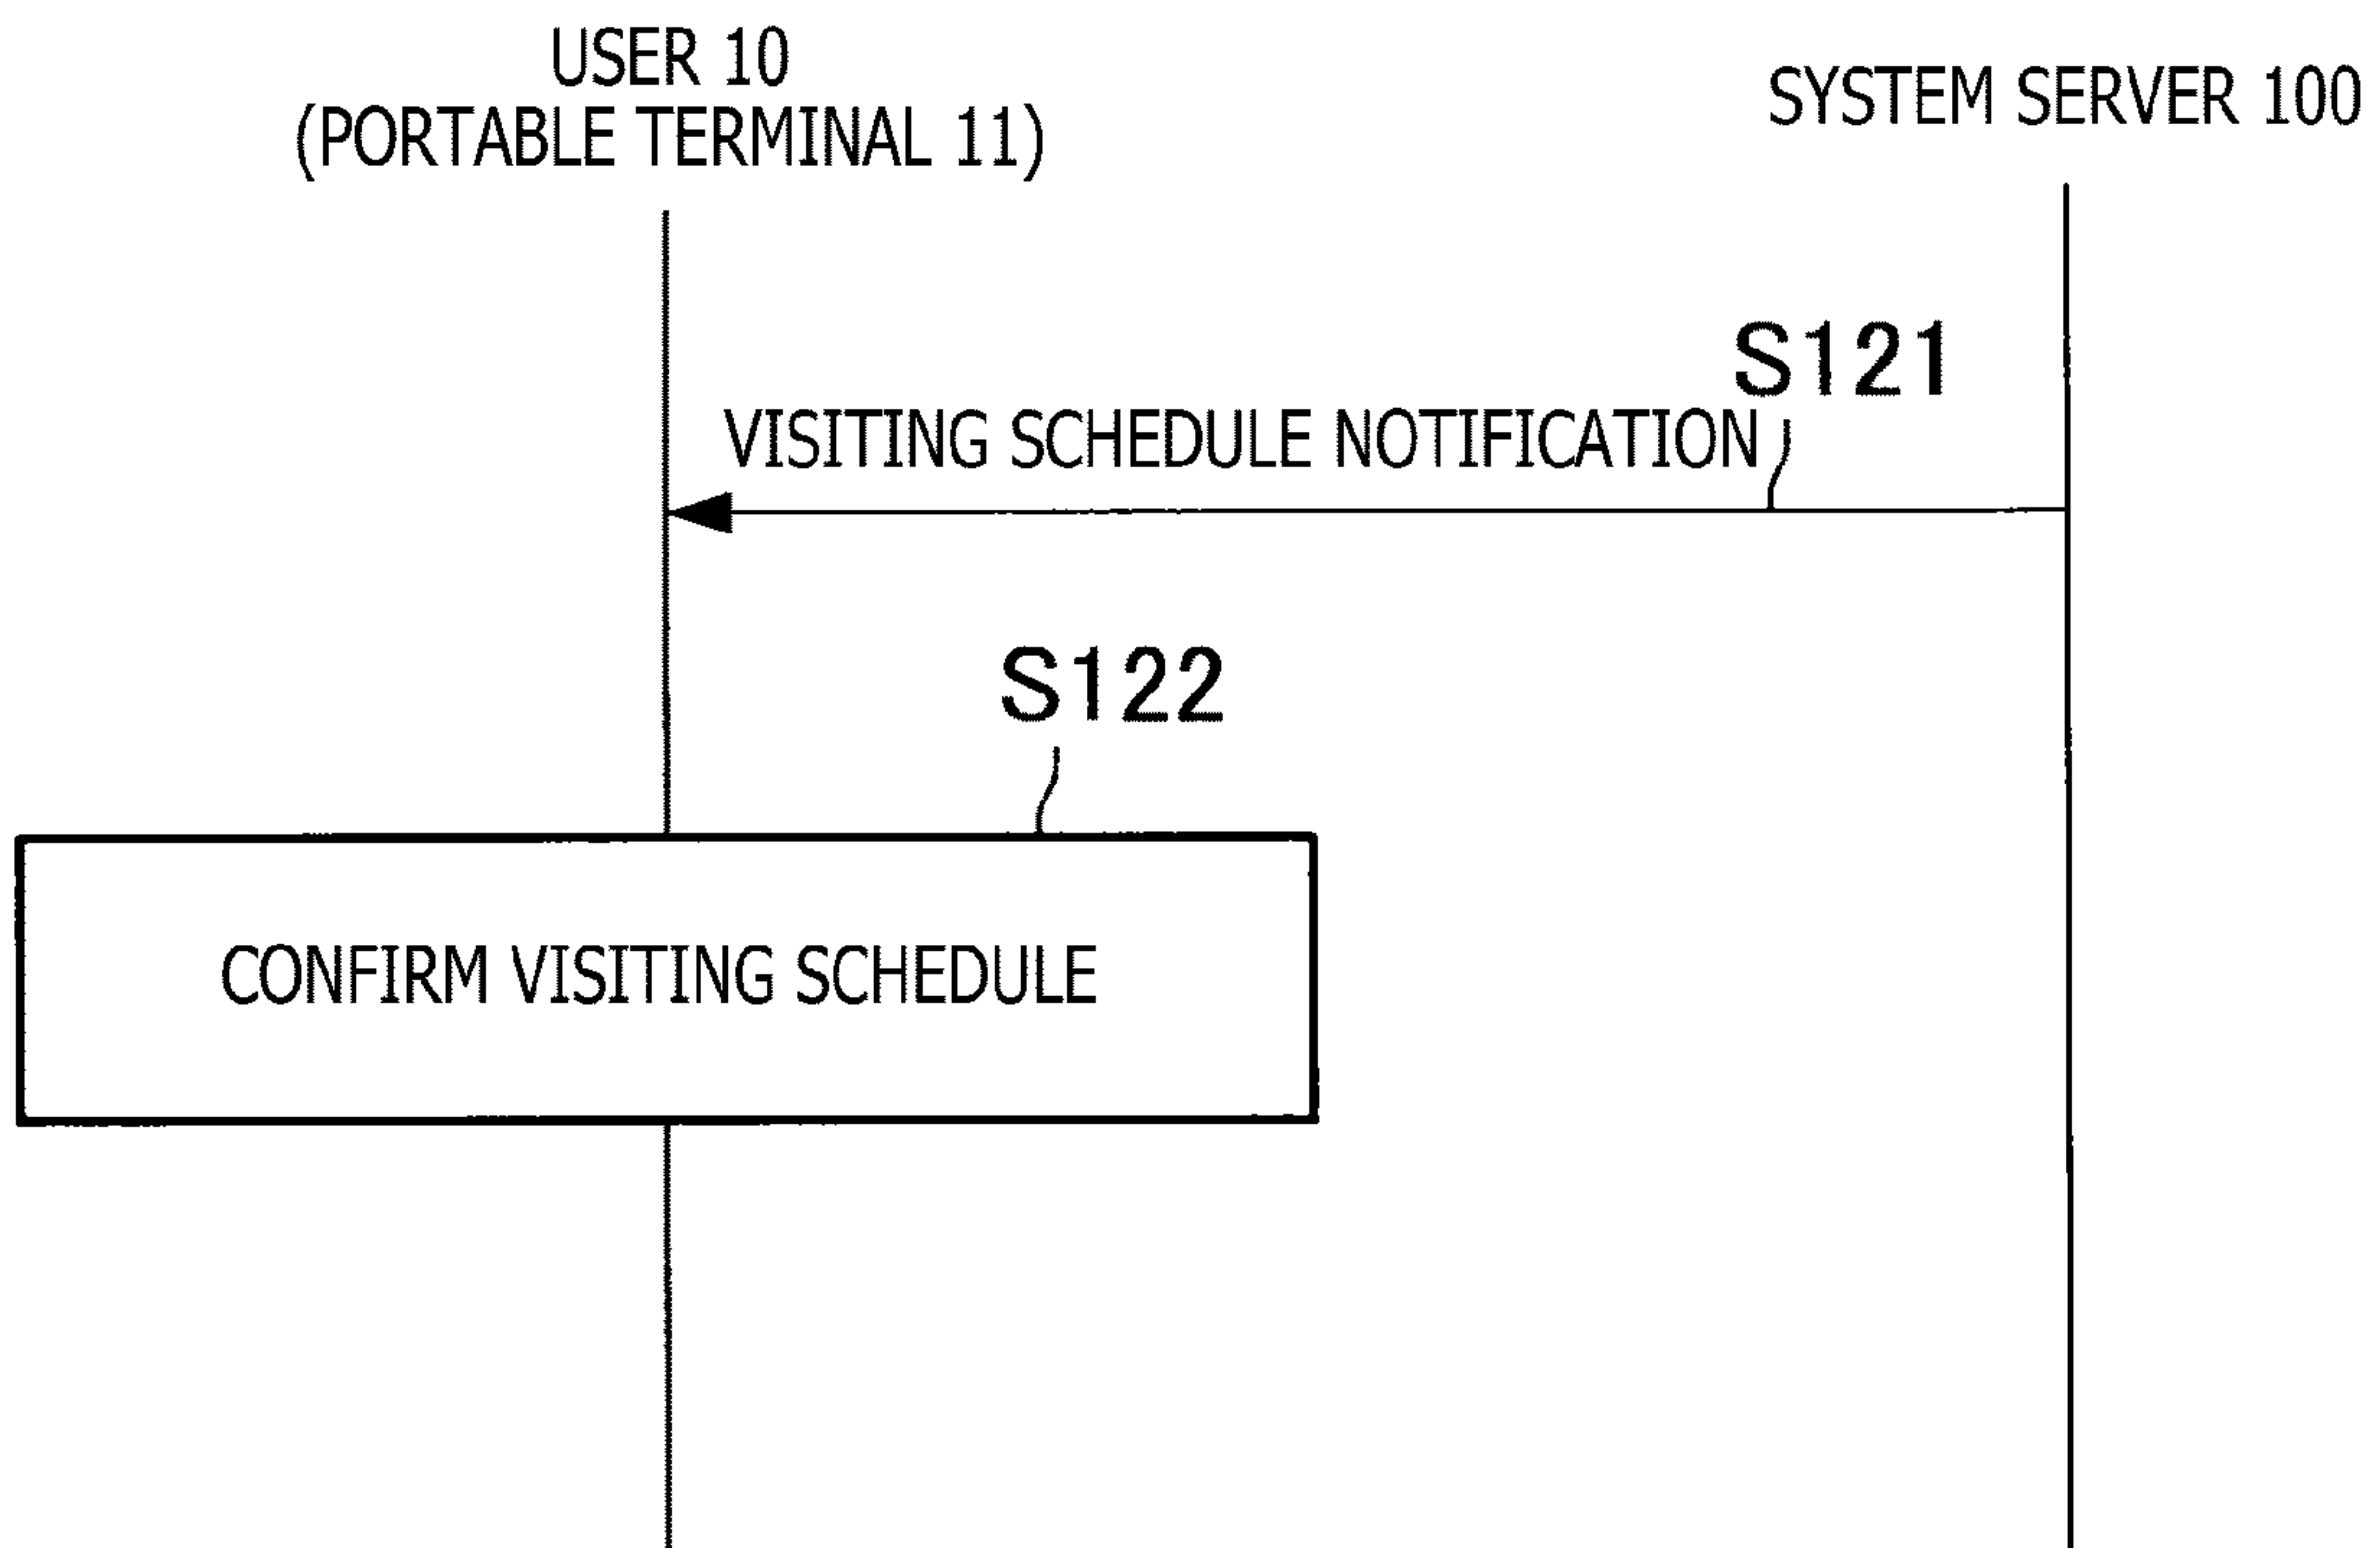 USER 10
(PORTABLE TERMINAL 11)
SYSTEM SERVER 100
S121
VISITING SCHEDULE NOTIFICATION
S122
CONFIRM VISITING SCHEDULE